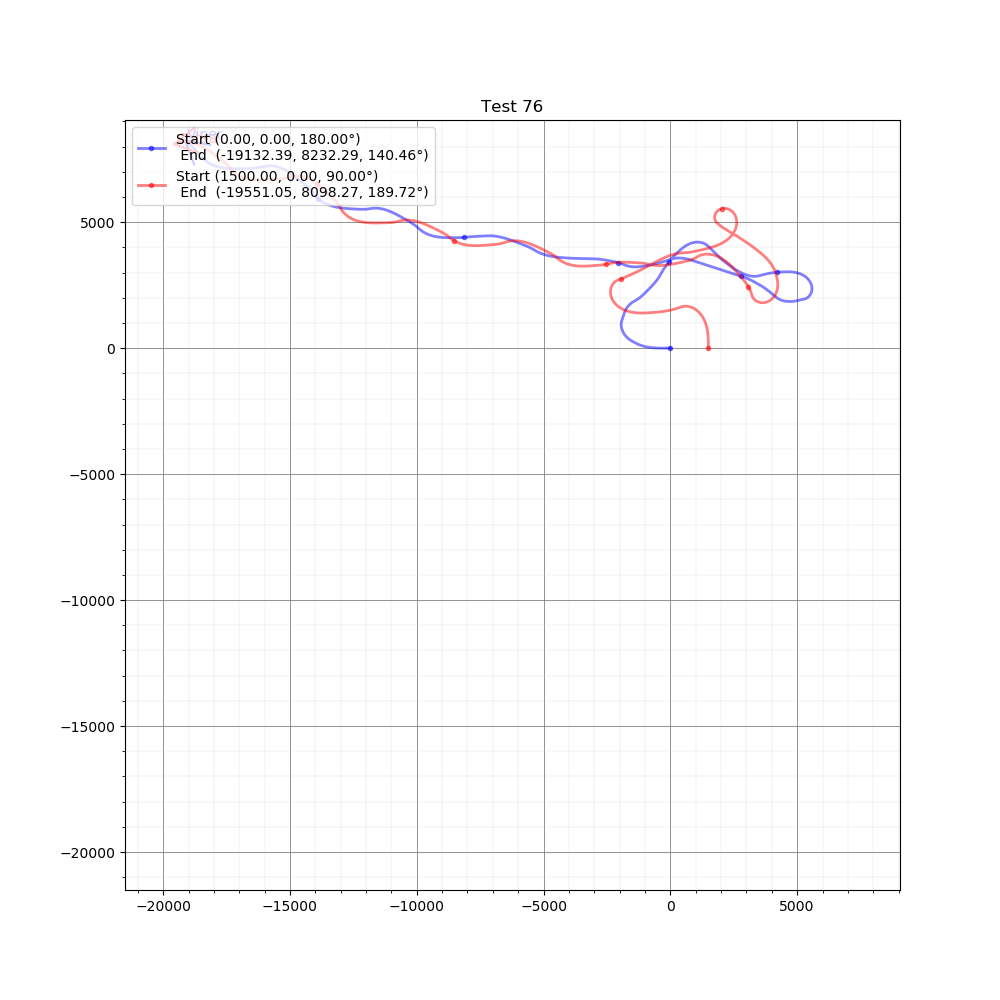 Test 76
Start (0.00, 0.00, 180.00°)
End (-19132.39, 8232.29, 140.46°)
Start (1500.00, 0.00, 90.00°)
End (-19551.05, 8098.27, 189.72°)
5000
0
−5000
−10000
−15000
−20000
−20000 −15000 −10000 −5000 0 5000